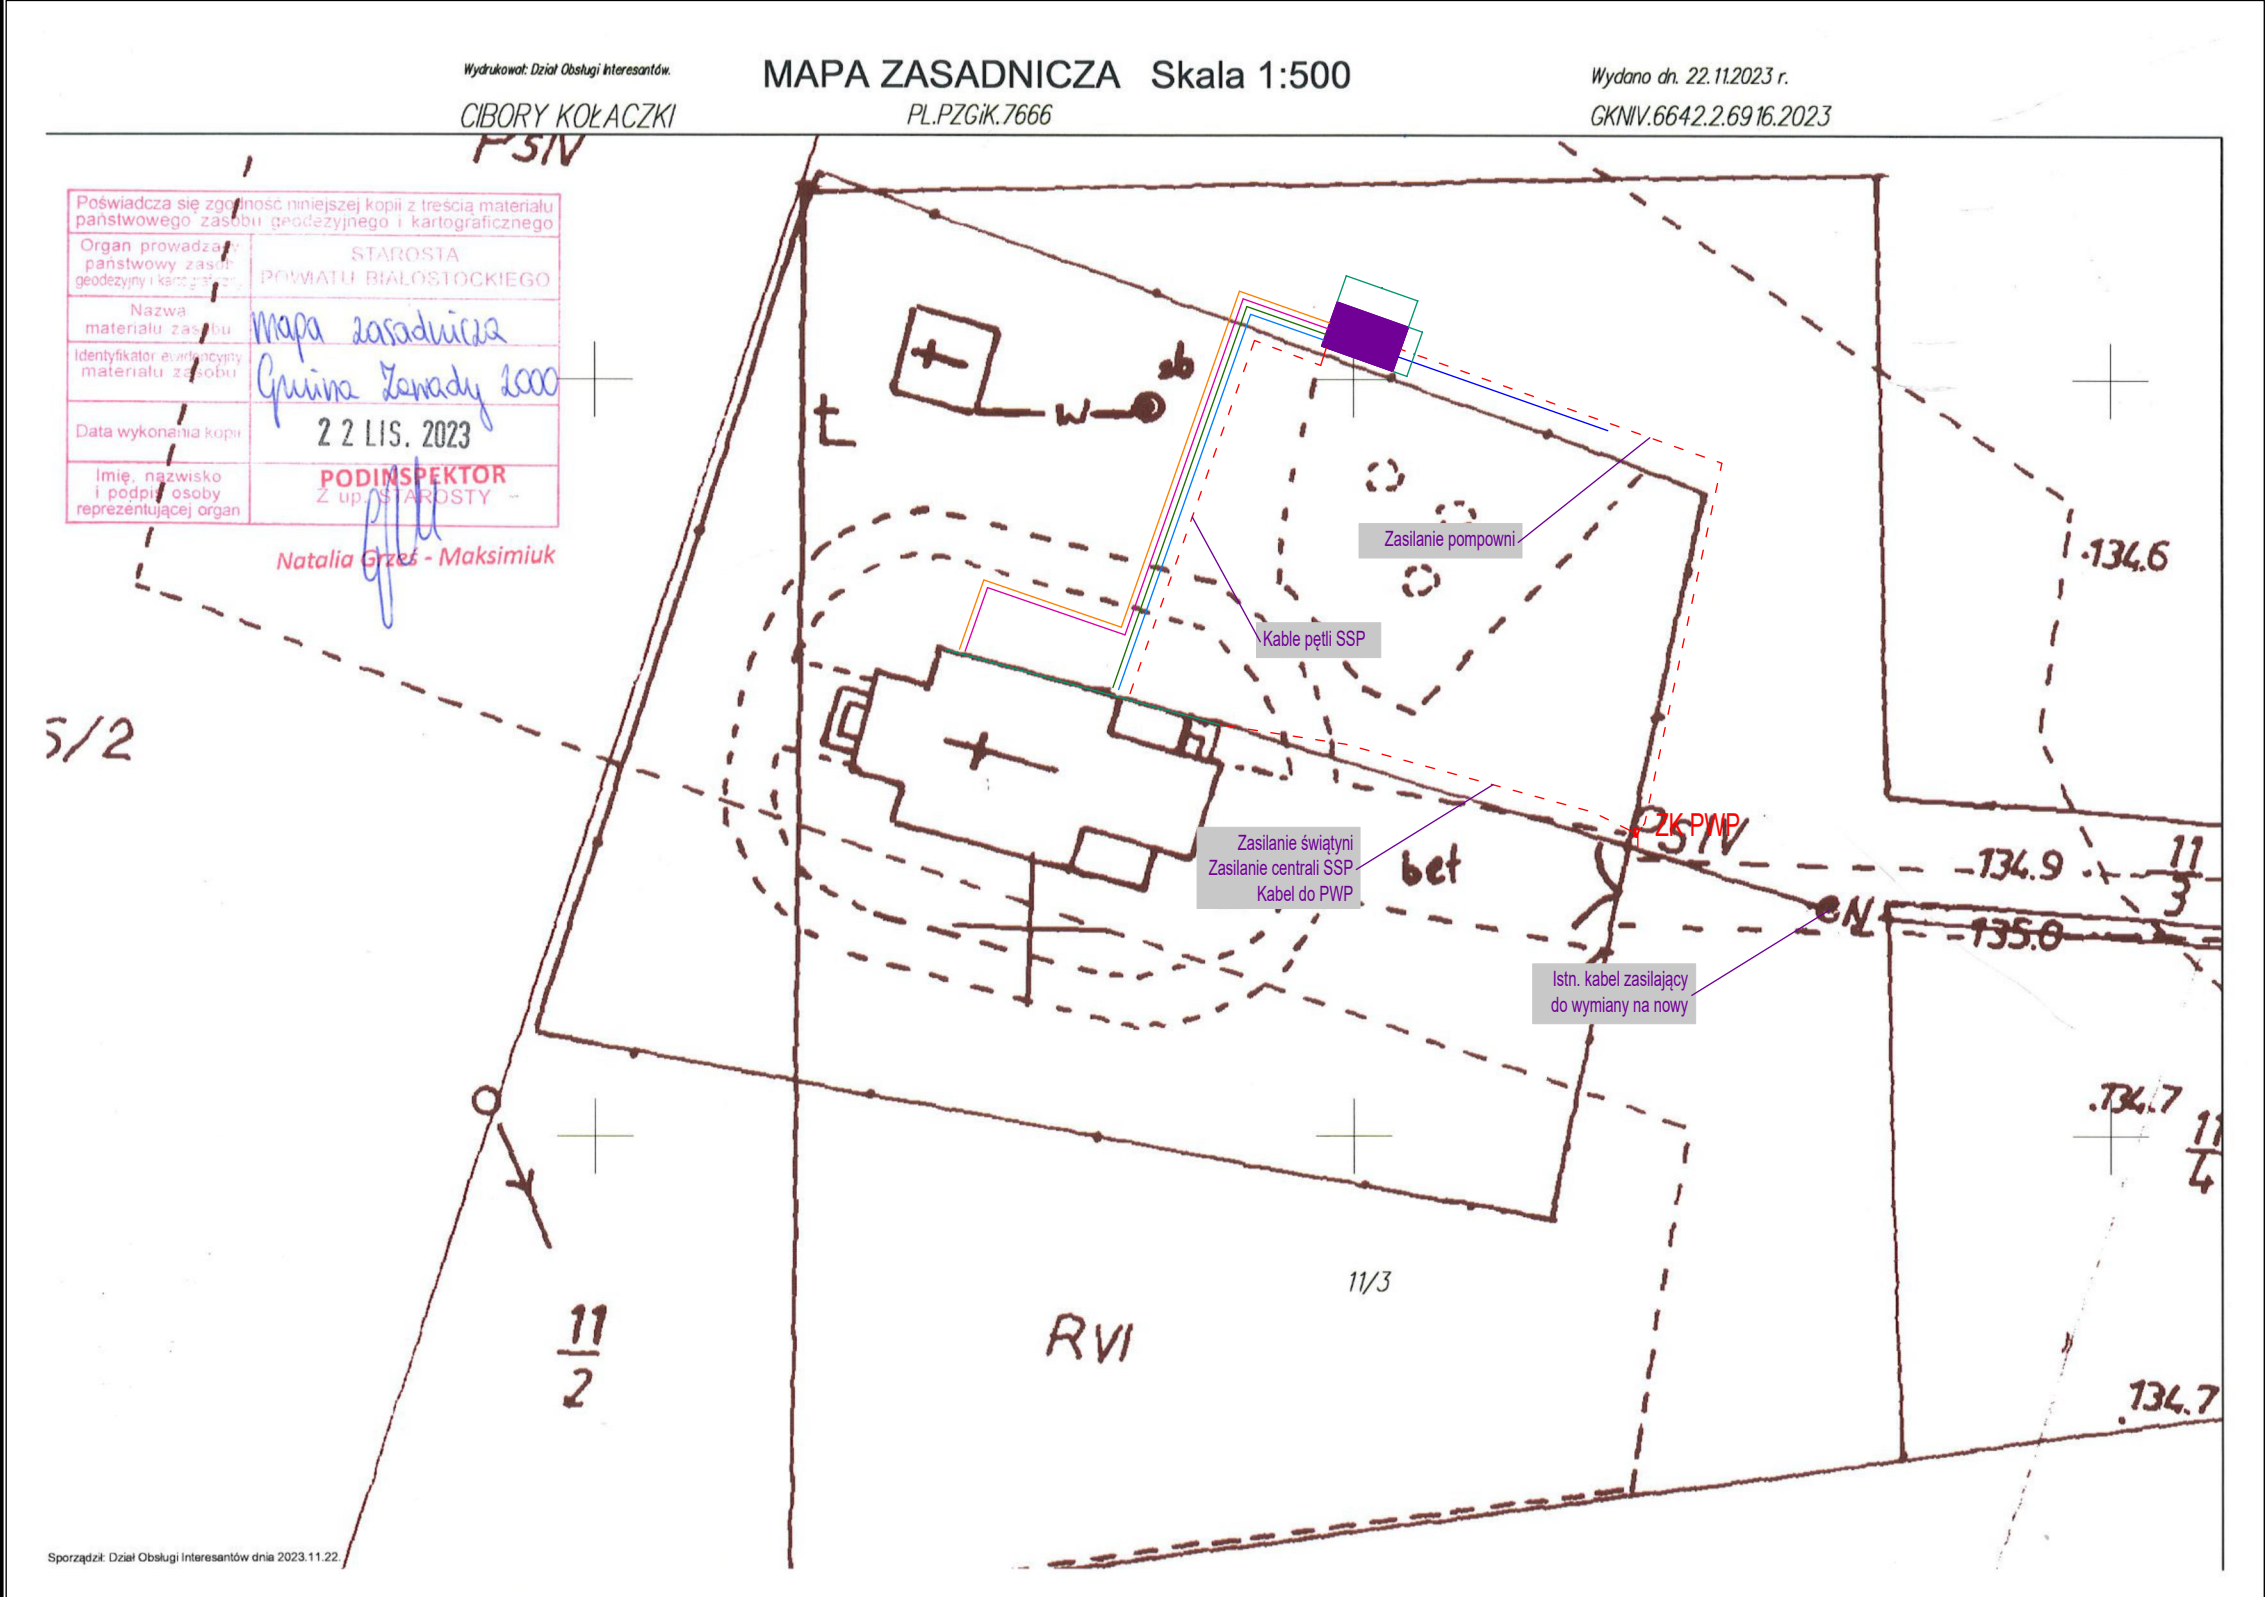 Wydrukował: Dział Obsługi Interesantów.
MAPA ZASADNICZA Skala 1:500
Wydano dn. 22.11.2023 r.
CIBORY KOŁACZKI
PL.PZGiK.7666
GKNIV.6642.2.6916.2023
PSIV
Poświadcza się zgodność niniejszej kopii z treścią materiału
państwowego zasobu geodezyjnego i kartograficznego
Organ prowadzący
państwowy zasób
geodezyjny i kartograficzny
STAROSTA
POWIATU BIAŁOSTOCKIEGO
Nazwa
materiału zasobu
Mapa zasadnicza
Identyfikator ewidencyjny
materiału zasobu
Gmina Zawady 2000
Data wykonania kopii
22 LIS. 2023
Imię, nazwisko
i podpis osoby
reprezentującej organ
PODINSPEKTOR
Z up. STAROSTY
Natalia Grześ - Maksimiuk
t
w
sb
Zasilanie pompowni
.134.6
Kable pętli SSP
5/2
h
ZK PWP
PSIV
Zasilanie świątyni
Zasilanie centrali SSP
Kabel do PWP
bet
134.9
11
3
N
135.0
Istn. kabel zasilający
do wymiany na nowy
.134.7
11
4
11/3
11
2
RVI
134.7
Sporządził: Dział Obsługi Interesantów dnia 2023.11.22.